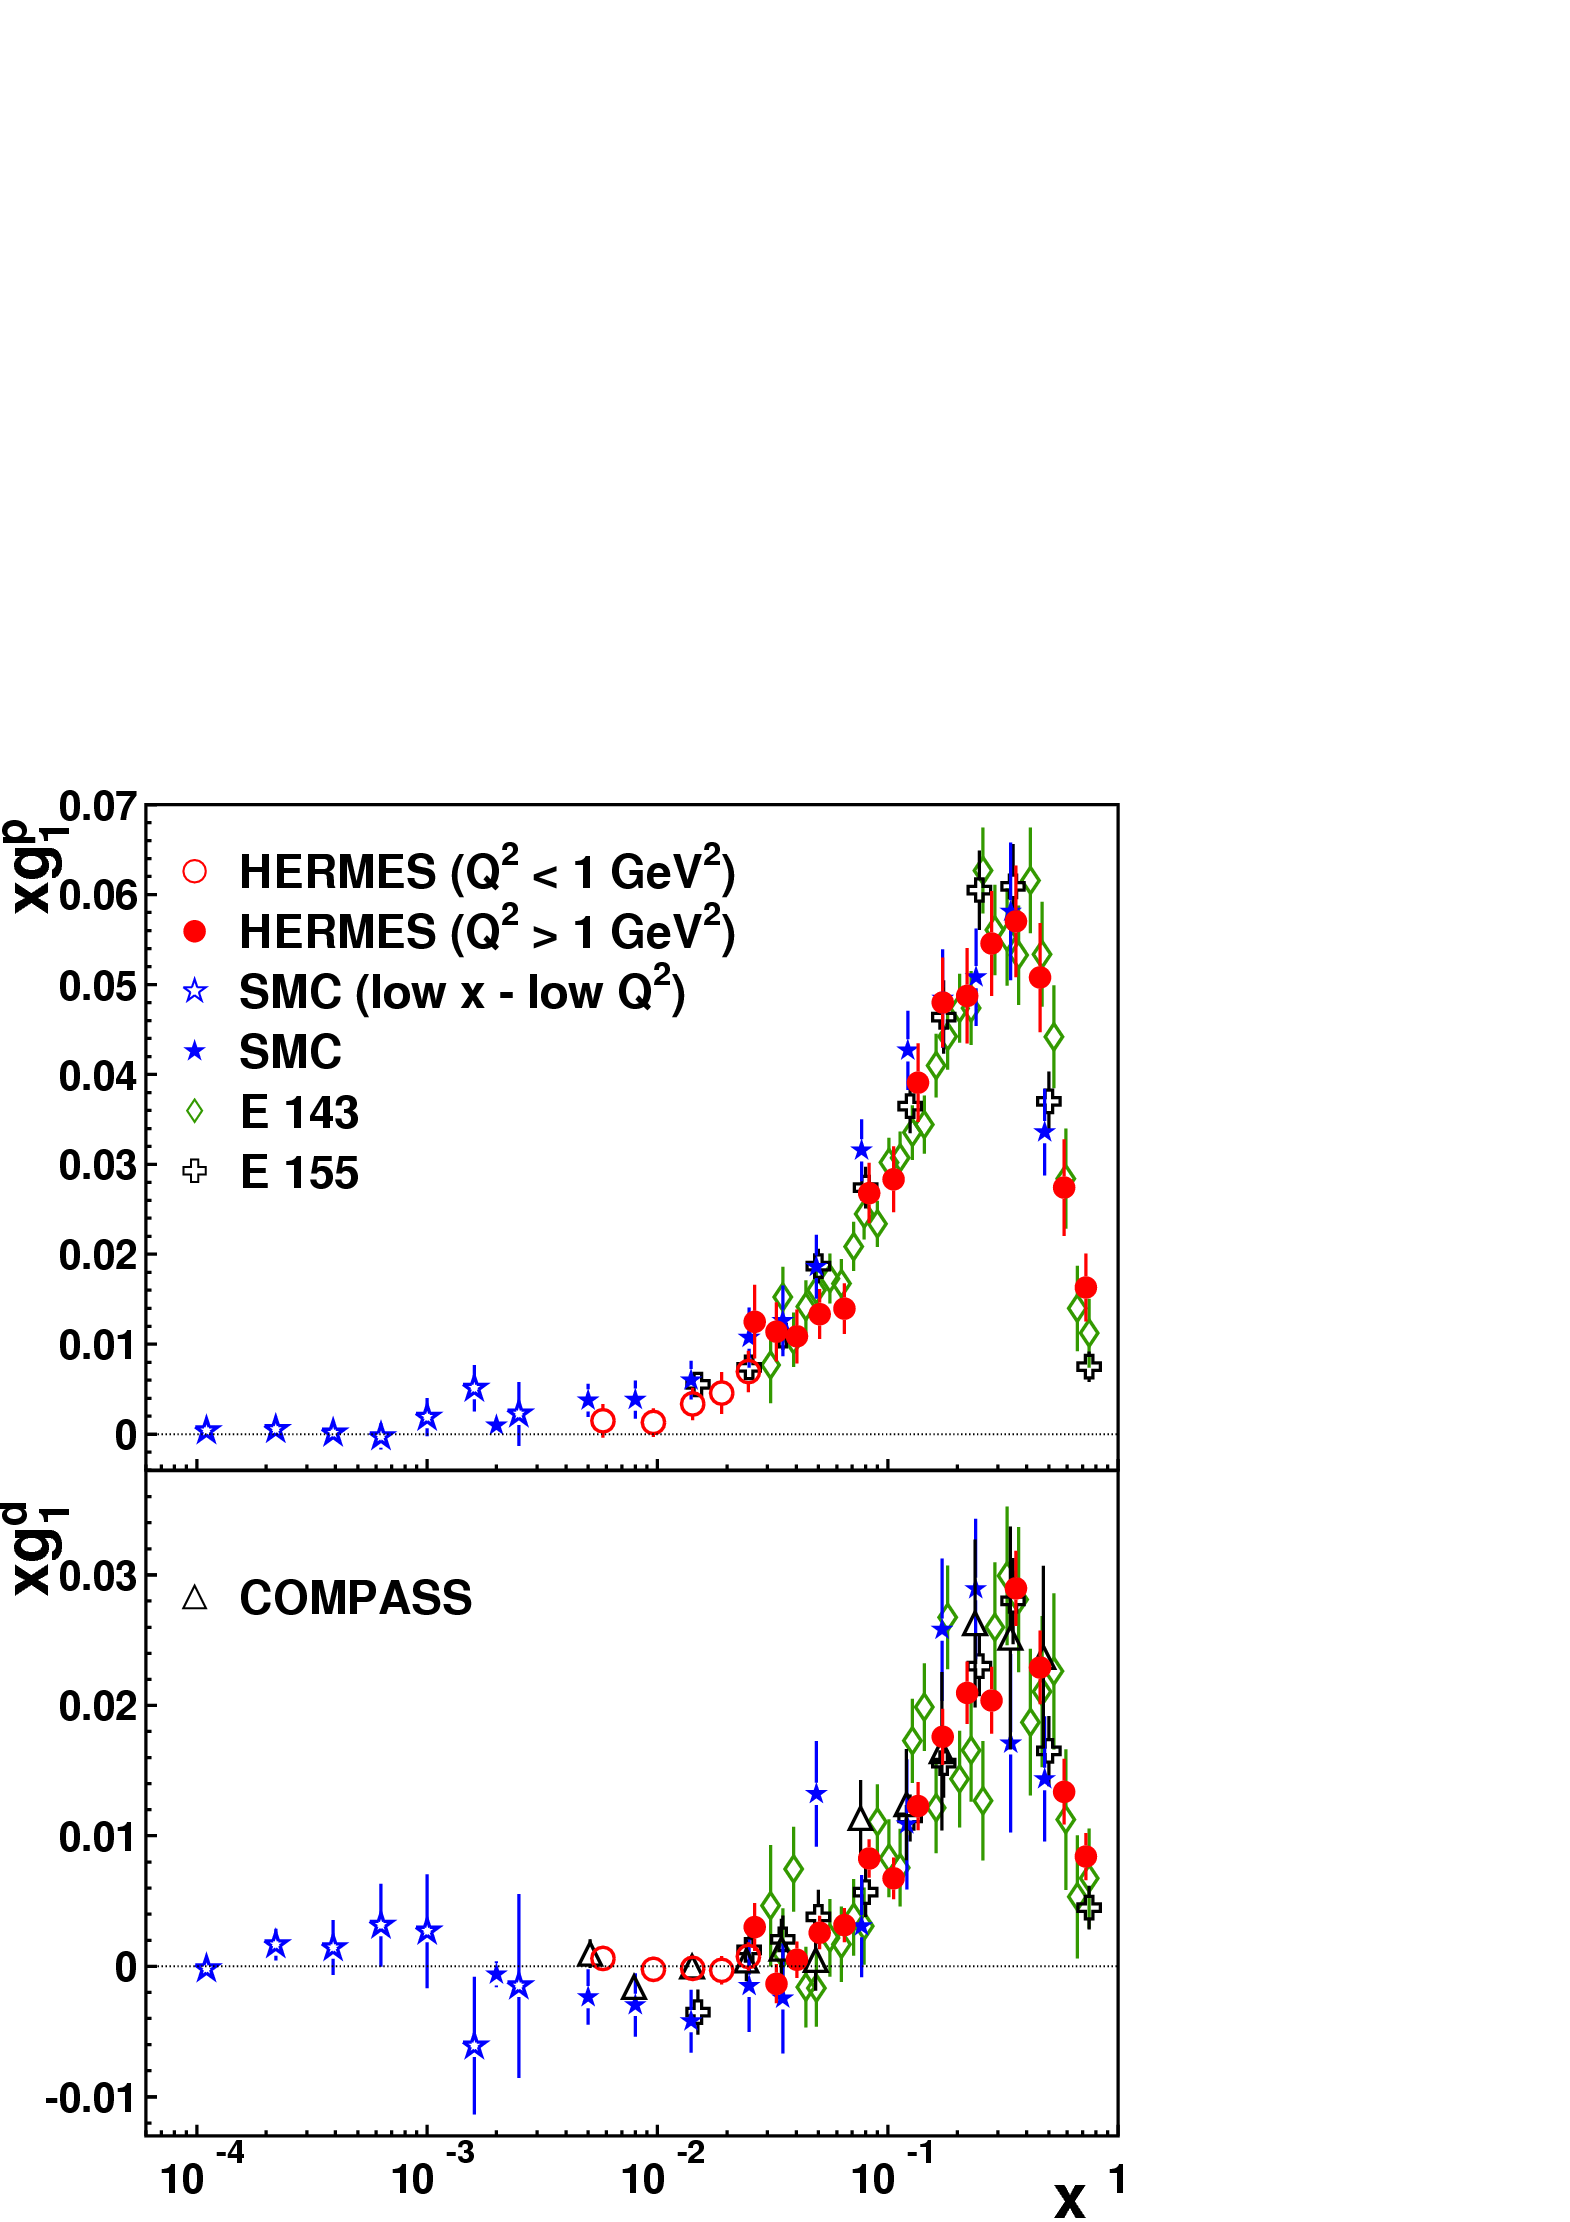 xg₁ᵖ
0.07
0.06
0.05
0.04
0.03
0.02
0.01
0
HERMES (Q² < 1 GeV²)
HERMES (Q² > 1 GeV²)
SMC (low x - low Q²)
SMC
E 143
E 155
xg₁ᵈ
0.03
0.02
0.01
0
-0.01
COMPASS
10⁻⁴ 10⁻³ 10⁻² 10⁻¹ 1
x